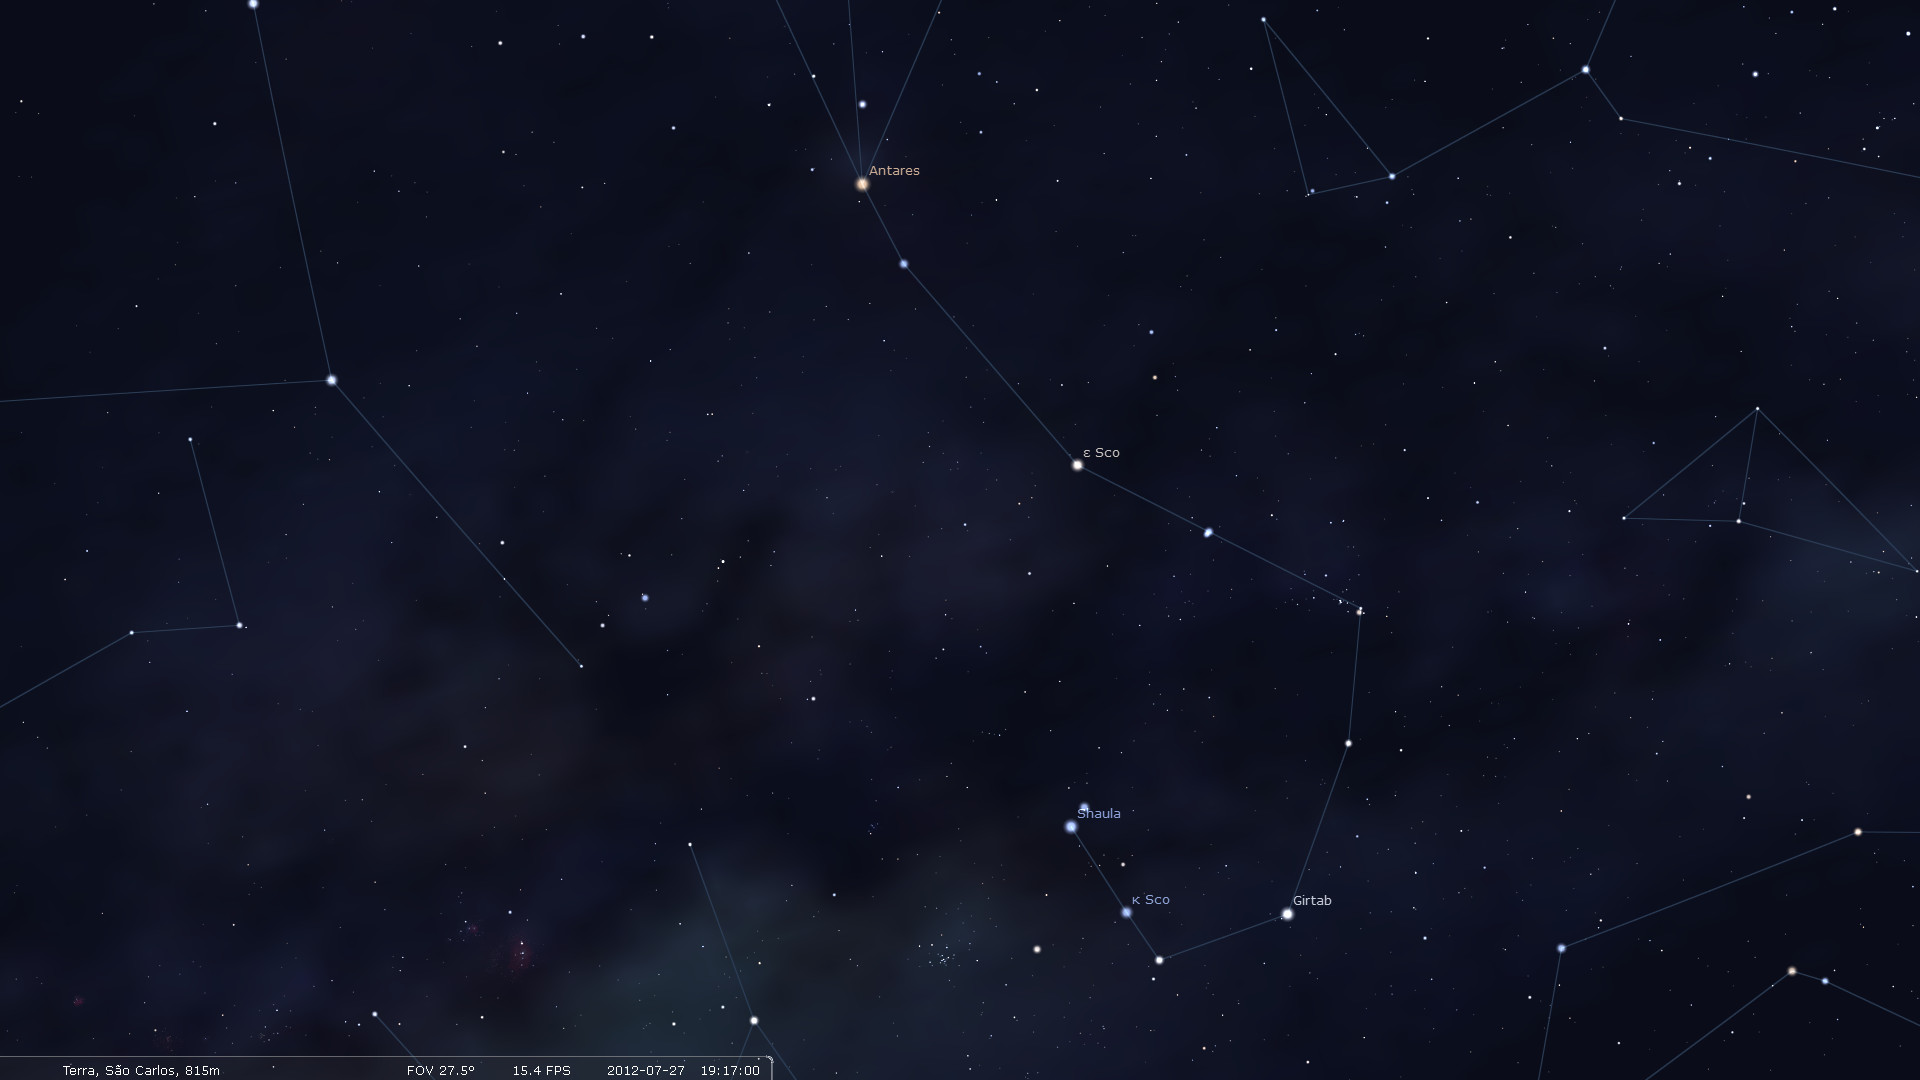 Antares
ε Sco
Shaula
κ Sco
Girtab
Terra, São Carlos, 815m FOV 27.5° 15.4 FPS 2012-07-27 19:17:00